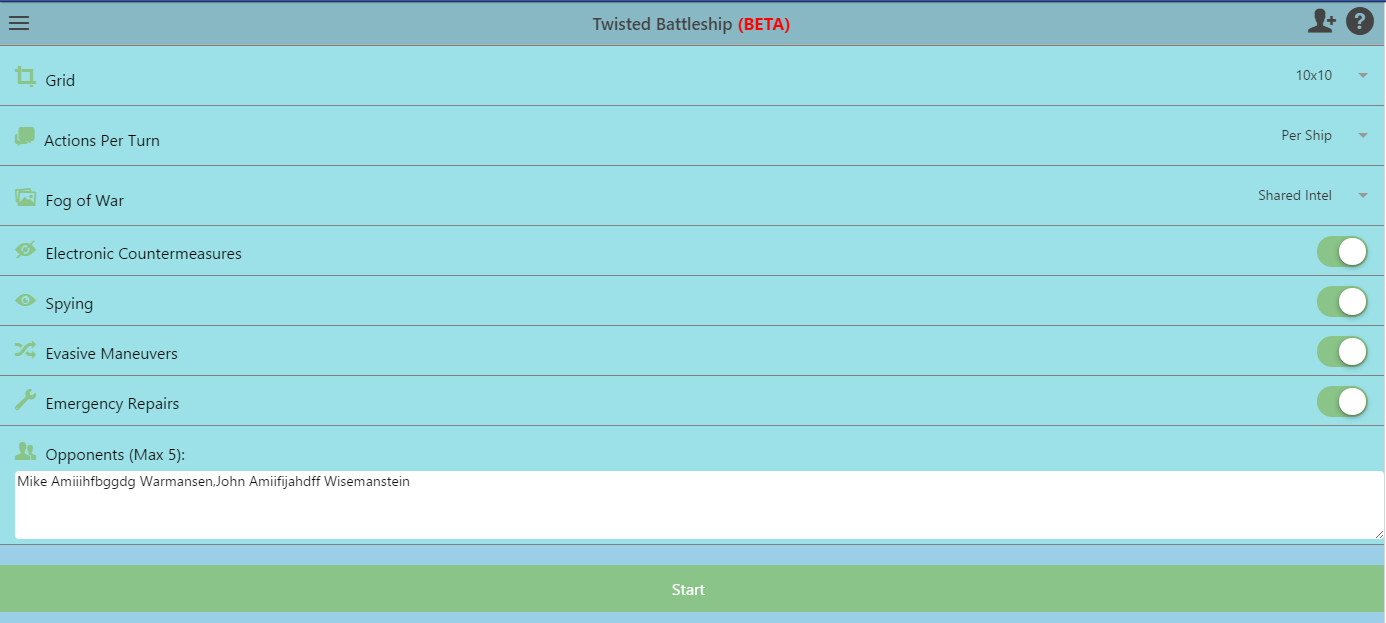 Twisted Battleship (BETA)
Grid
10x10
Actions Per Turn
Per Ship
Fog of War
Shared Intel
Electronic Countermeasures
Spying
Evasive Maneuvers
Emergency Repairs
Opponents (Max 5):
Mike Amiiihfbggdg Warmansen,John Amiifijahdff Wisemanstein
Start